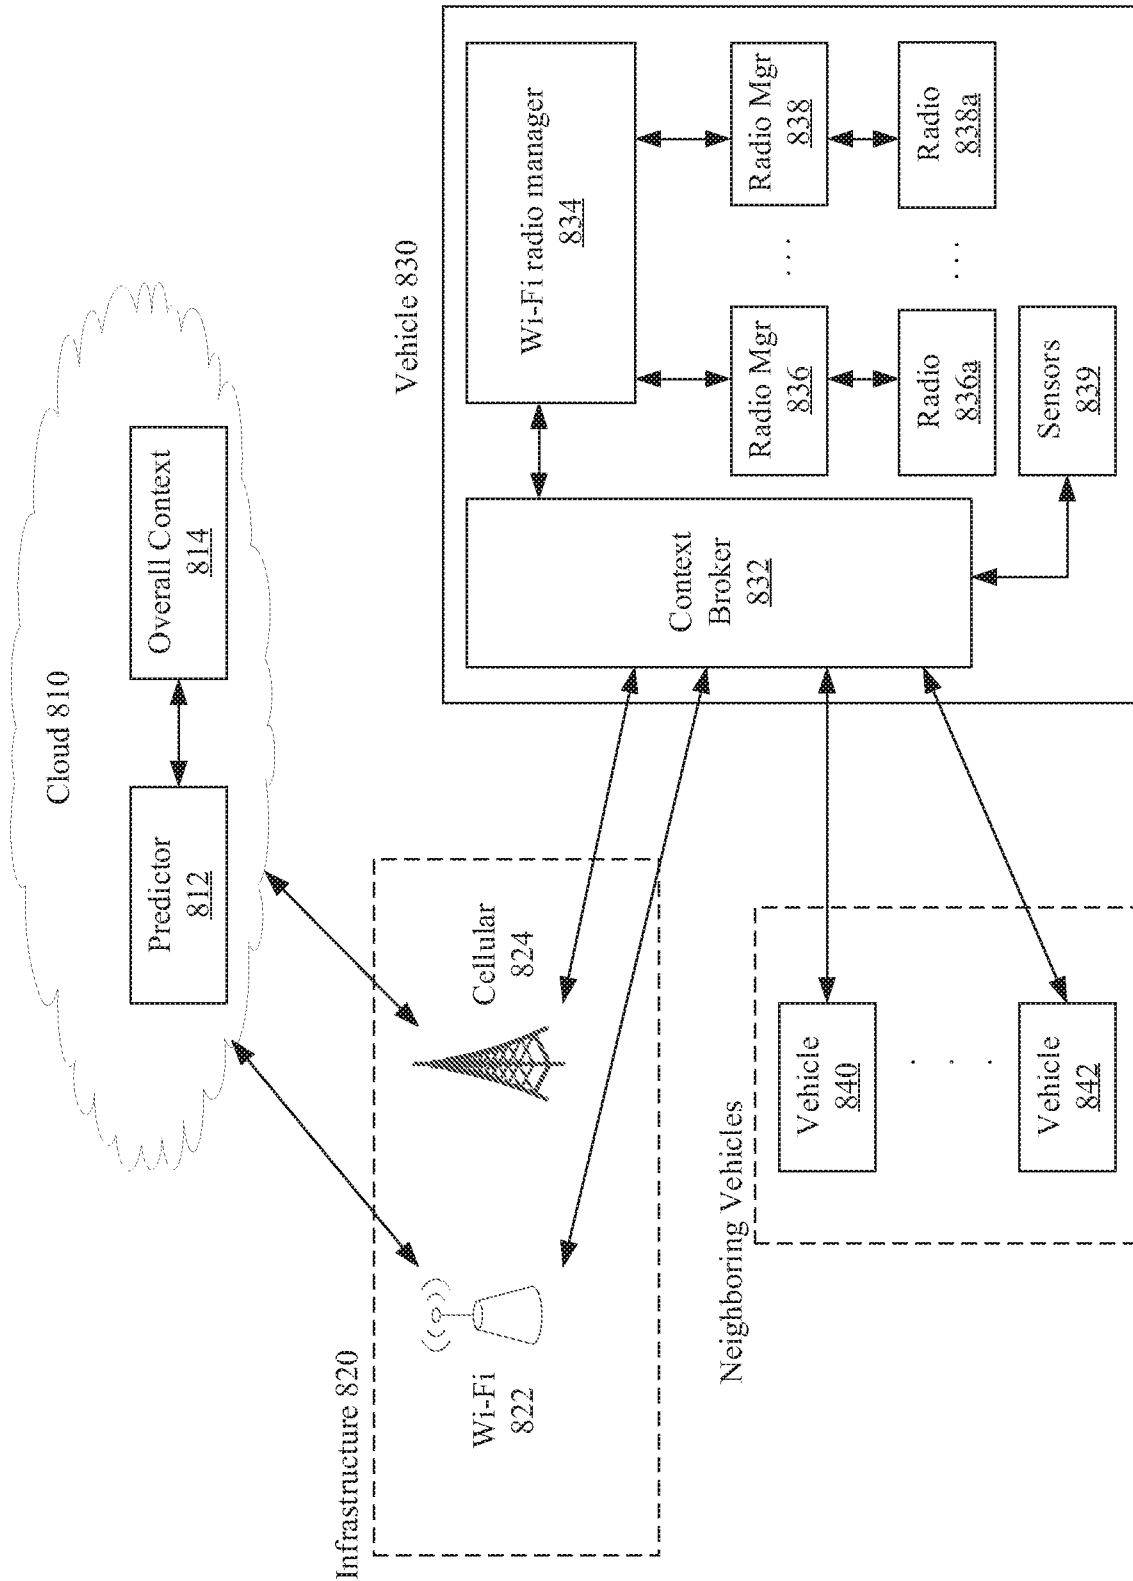 Cloud 810
Predictor
812
Overall Context
814
Infrastructure 820
Wi-Fi
822
Cellular
824
Vehicle 830
Context
Broker
832
Wi-Fi radio manager
834
Radio Mgr
836
. . .
Radio Mgr
838
Radio
836a
. . .
Radio
838a
Sensors
839
Neighboring Vehicles
Vehicle
840
. . .
Vehicle
842